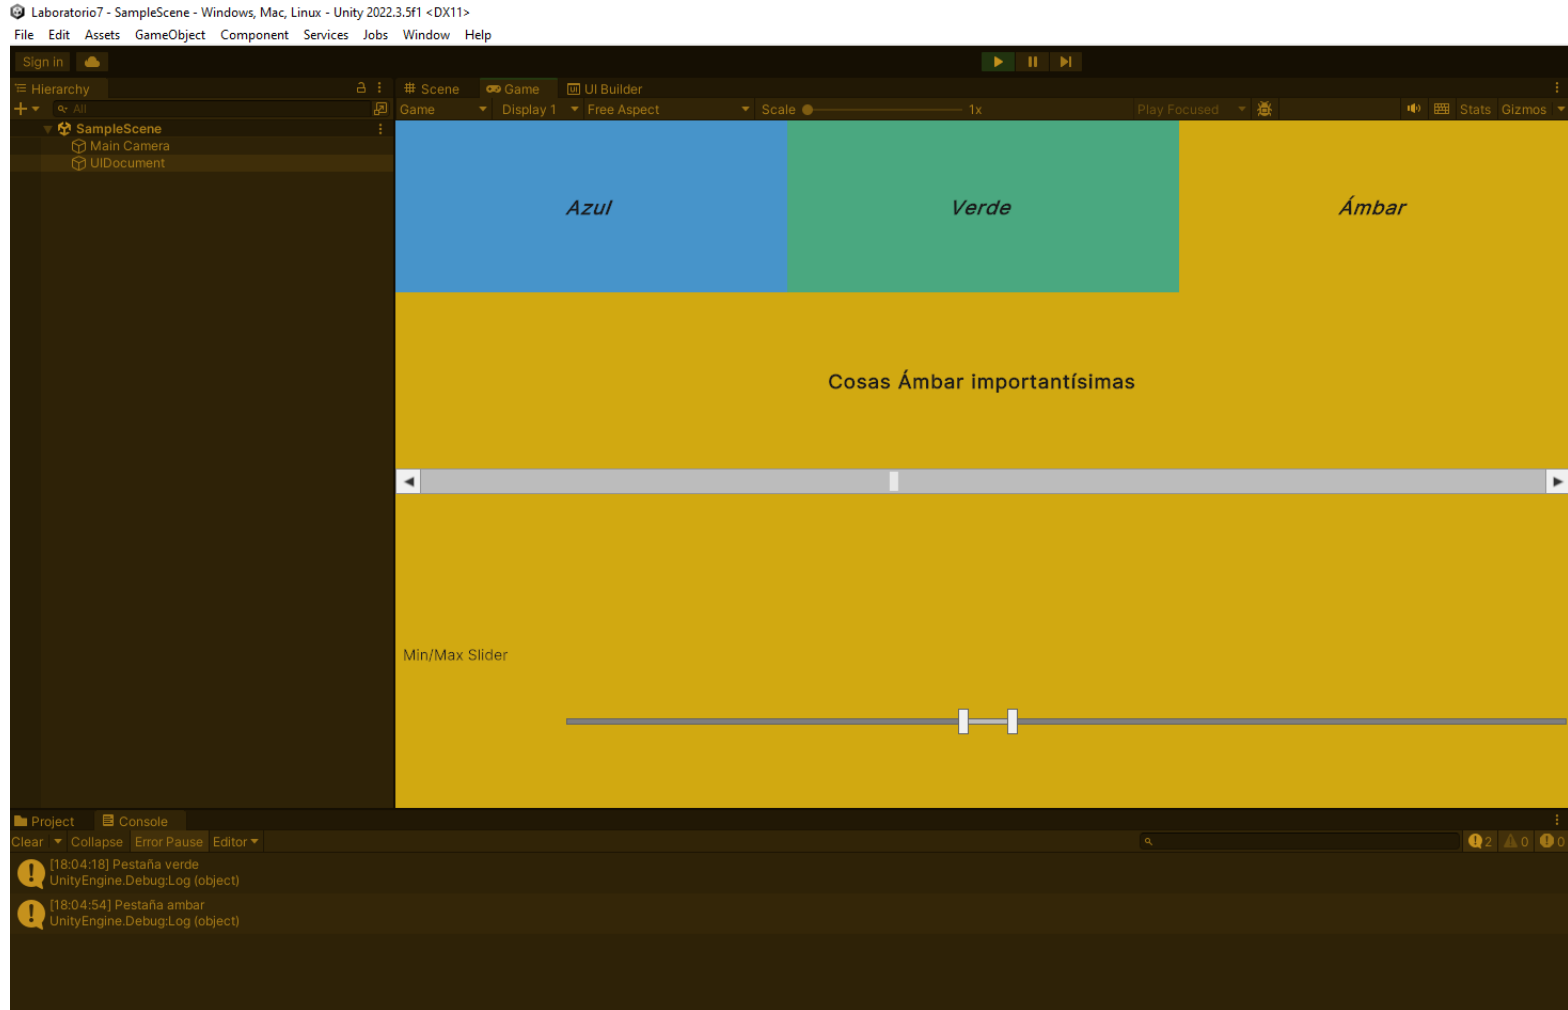 Laboratorio7 - SampleScene - Windows, Mac, Linux - Unity 2022.3.5f1 <DX11>
File Edit Assets GameObject Component Services Jobs Window Help
Sign in
Hierarchy
All
SampleScene
Main Camera
UIDocument
Scene Game UI Builder
Game Display 1 Free Aspect Scale 1x Play Focused Stats Gizmos
Azul Verde Ámbar
Cosas Ámbar importantísimas
Min/Max Slider
Project Console
Clear Collapse Error Pause Editor 2 0 0
[18:04:18] Pestaña verde
UnityEngine.Debug:Log (object)
[18:04:54] Pestaña ambar
UnityEngine.Debug:Log (object)